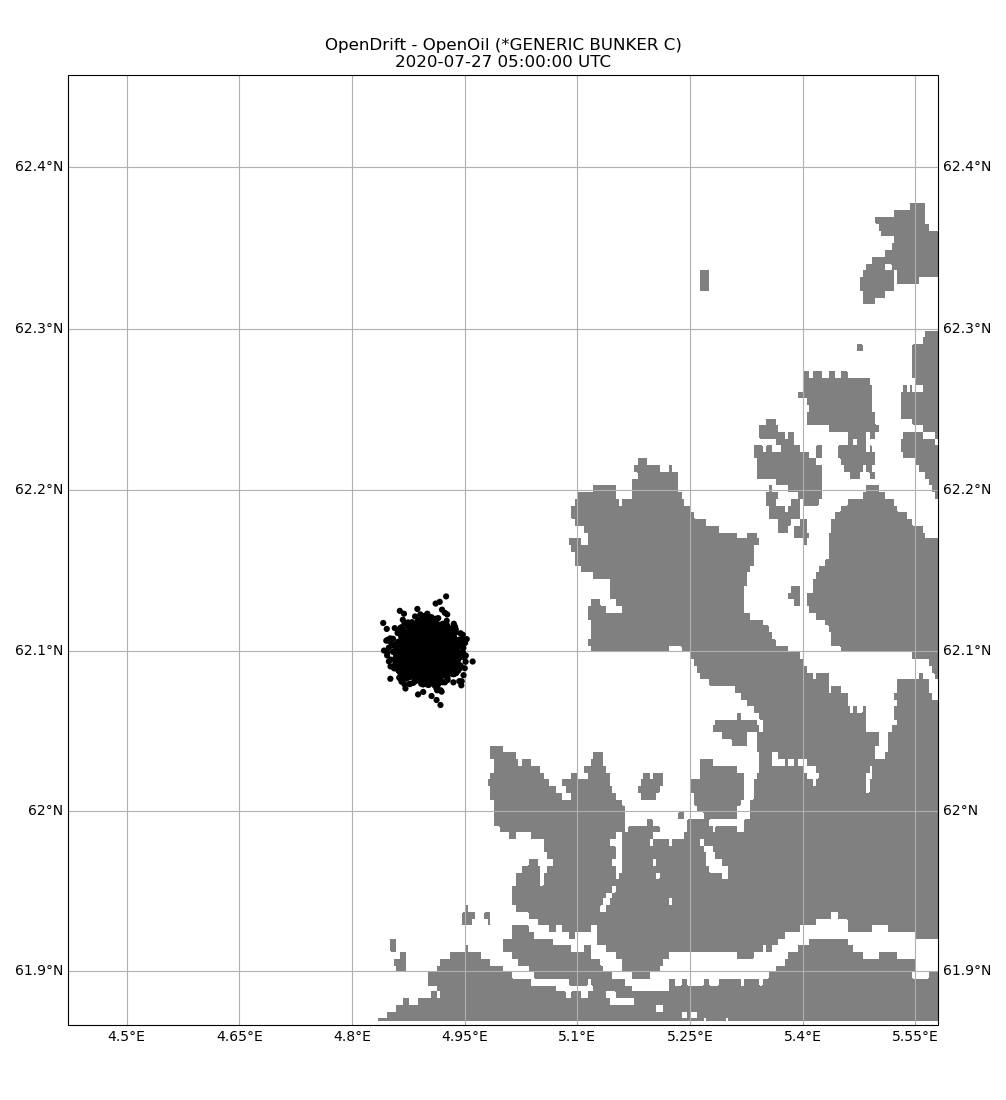 OpenDrift - OpenOil (*GENERIC BUNKER C)
2020-07-27 05:00:00 UTC
62.4°N 62.4°N
62.3°N 62.3°N
62.2°N 62.2°N
62.1°N 62.1°N
62°N 62°N
61.9°N 61.9°N
4.5°E 4.65°E 4.8°E 4.95°E 5.1°E 5.25°E 5.4°E 5.55°E